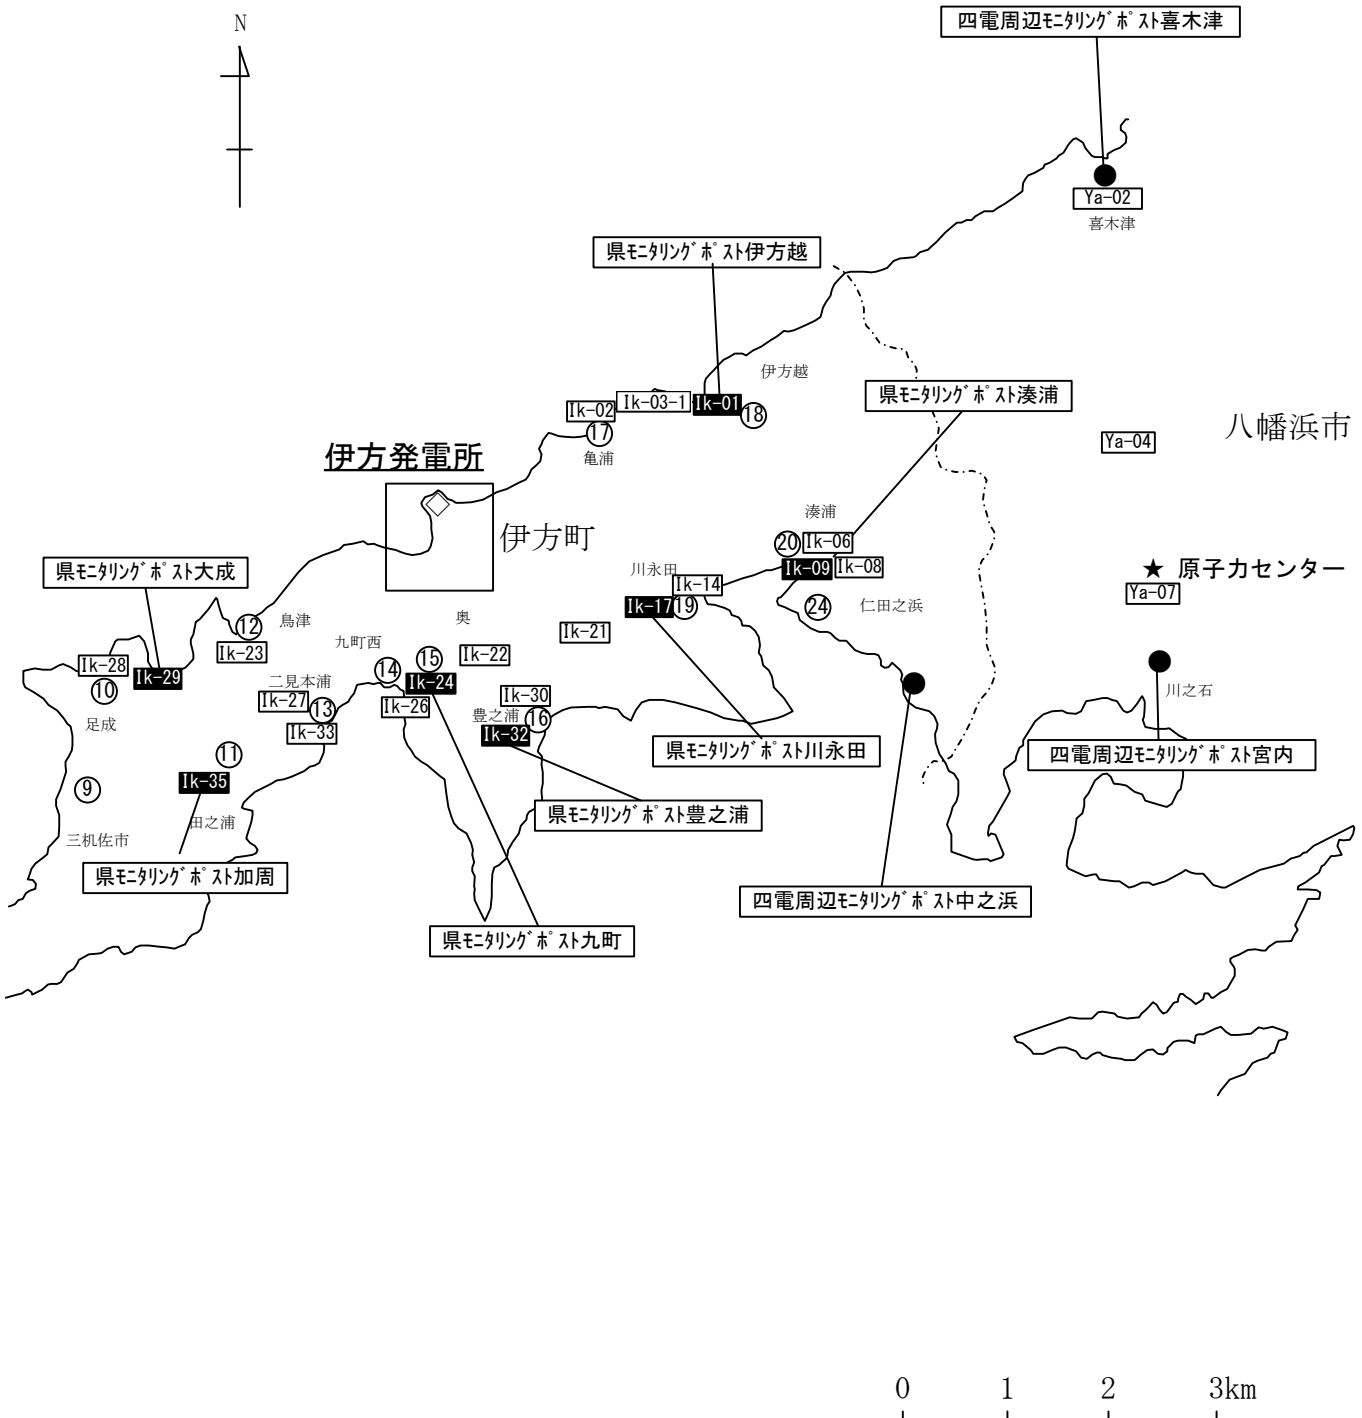 四電周辺ﾓﾆﾀﾘﾝｸﾞﾎﾟｽﾄ喜木津
N
Ya-02
喜木津
県ﾓﾆﾀﾘﾝｸﾞﾎﾟｽﾄ伊方越
伊方越
県ﾓﾆﾀﾘﾝｸﾞﾎﾟｽﾄ湊浦
Ik-02
Ik-03-1
Ik-01
⑱
⑰
亀浦
Ya-04
八幡浜市
伊方発電所
伊方町
湊浦
⑳
Ik-06
Ik-09
Ik-08
県ﾓﾆﾀﾘﾝｸﾞﾎﾟｽﾄ大成
川永田
Ik-14
★ 原子力センター
Ya-07
Ik-17
⑲
㉔
仁田之浜
⑫
鳥津
奥
Ik-21
Ik-23
九町西
⑮
Ik-22
Ik-28
Ik-29
⑭
Ik-24
⑩
二見本浦
Ik-27
⑬
Ik-26
Ik-30
川之石
足成
Ik-33
豊之浦
⑯
Ik-32
⑪
県ﾓﾆﾀﾘﾝｸﾞﾎﾟｽﾄ川永田
四電周辺ﾓﾆﾀﾘﾝｸﾞﾎﾟｽﾄ宮内
⑨
Ik-35
県ﾓﾆﾀﾘﾝｸﾞﾎﾟｽﾄ豊之浦
田之浦
三机佐市
県ﾓﾆﾀﾘﾝｸﾞﾎﾟｽﾄ加周
四電周辺ﾓﾆﾀﾘﾝｸﾞﾎﾟｽﾄ中之浜
県ﾓﾆﾀﾘﾝｸﾞﾎﾟｽﾄ九町
0 1 2 3km